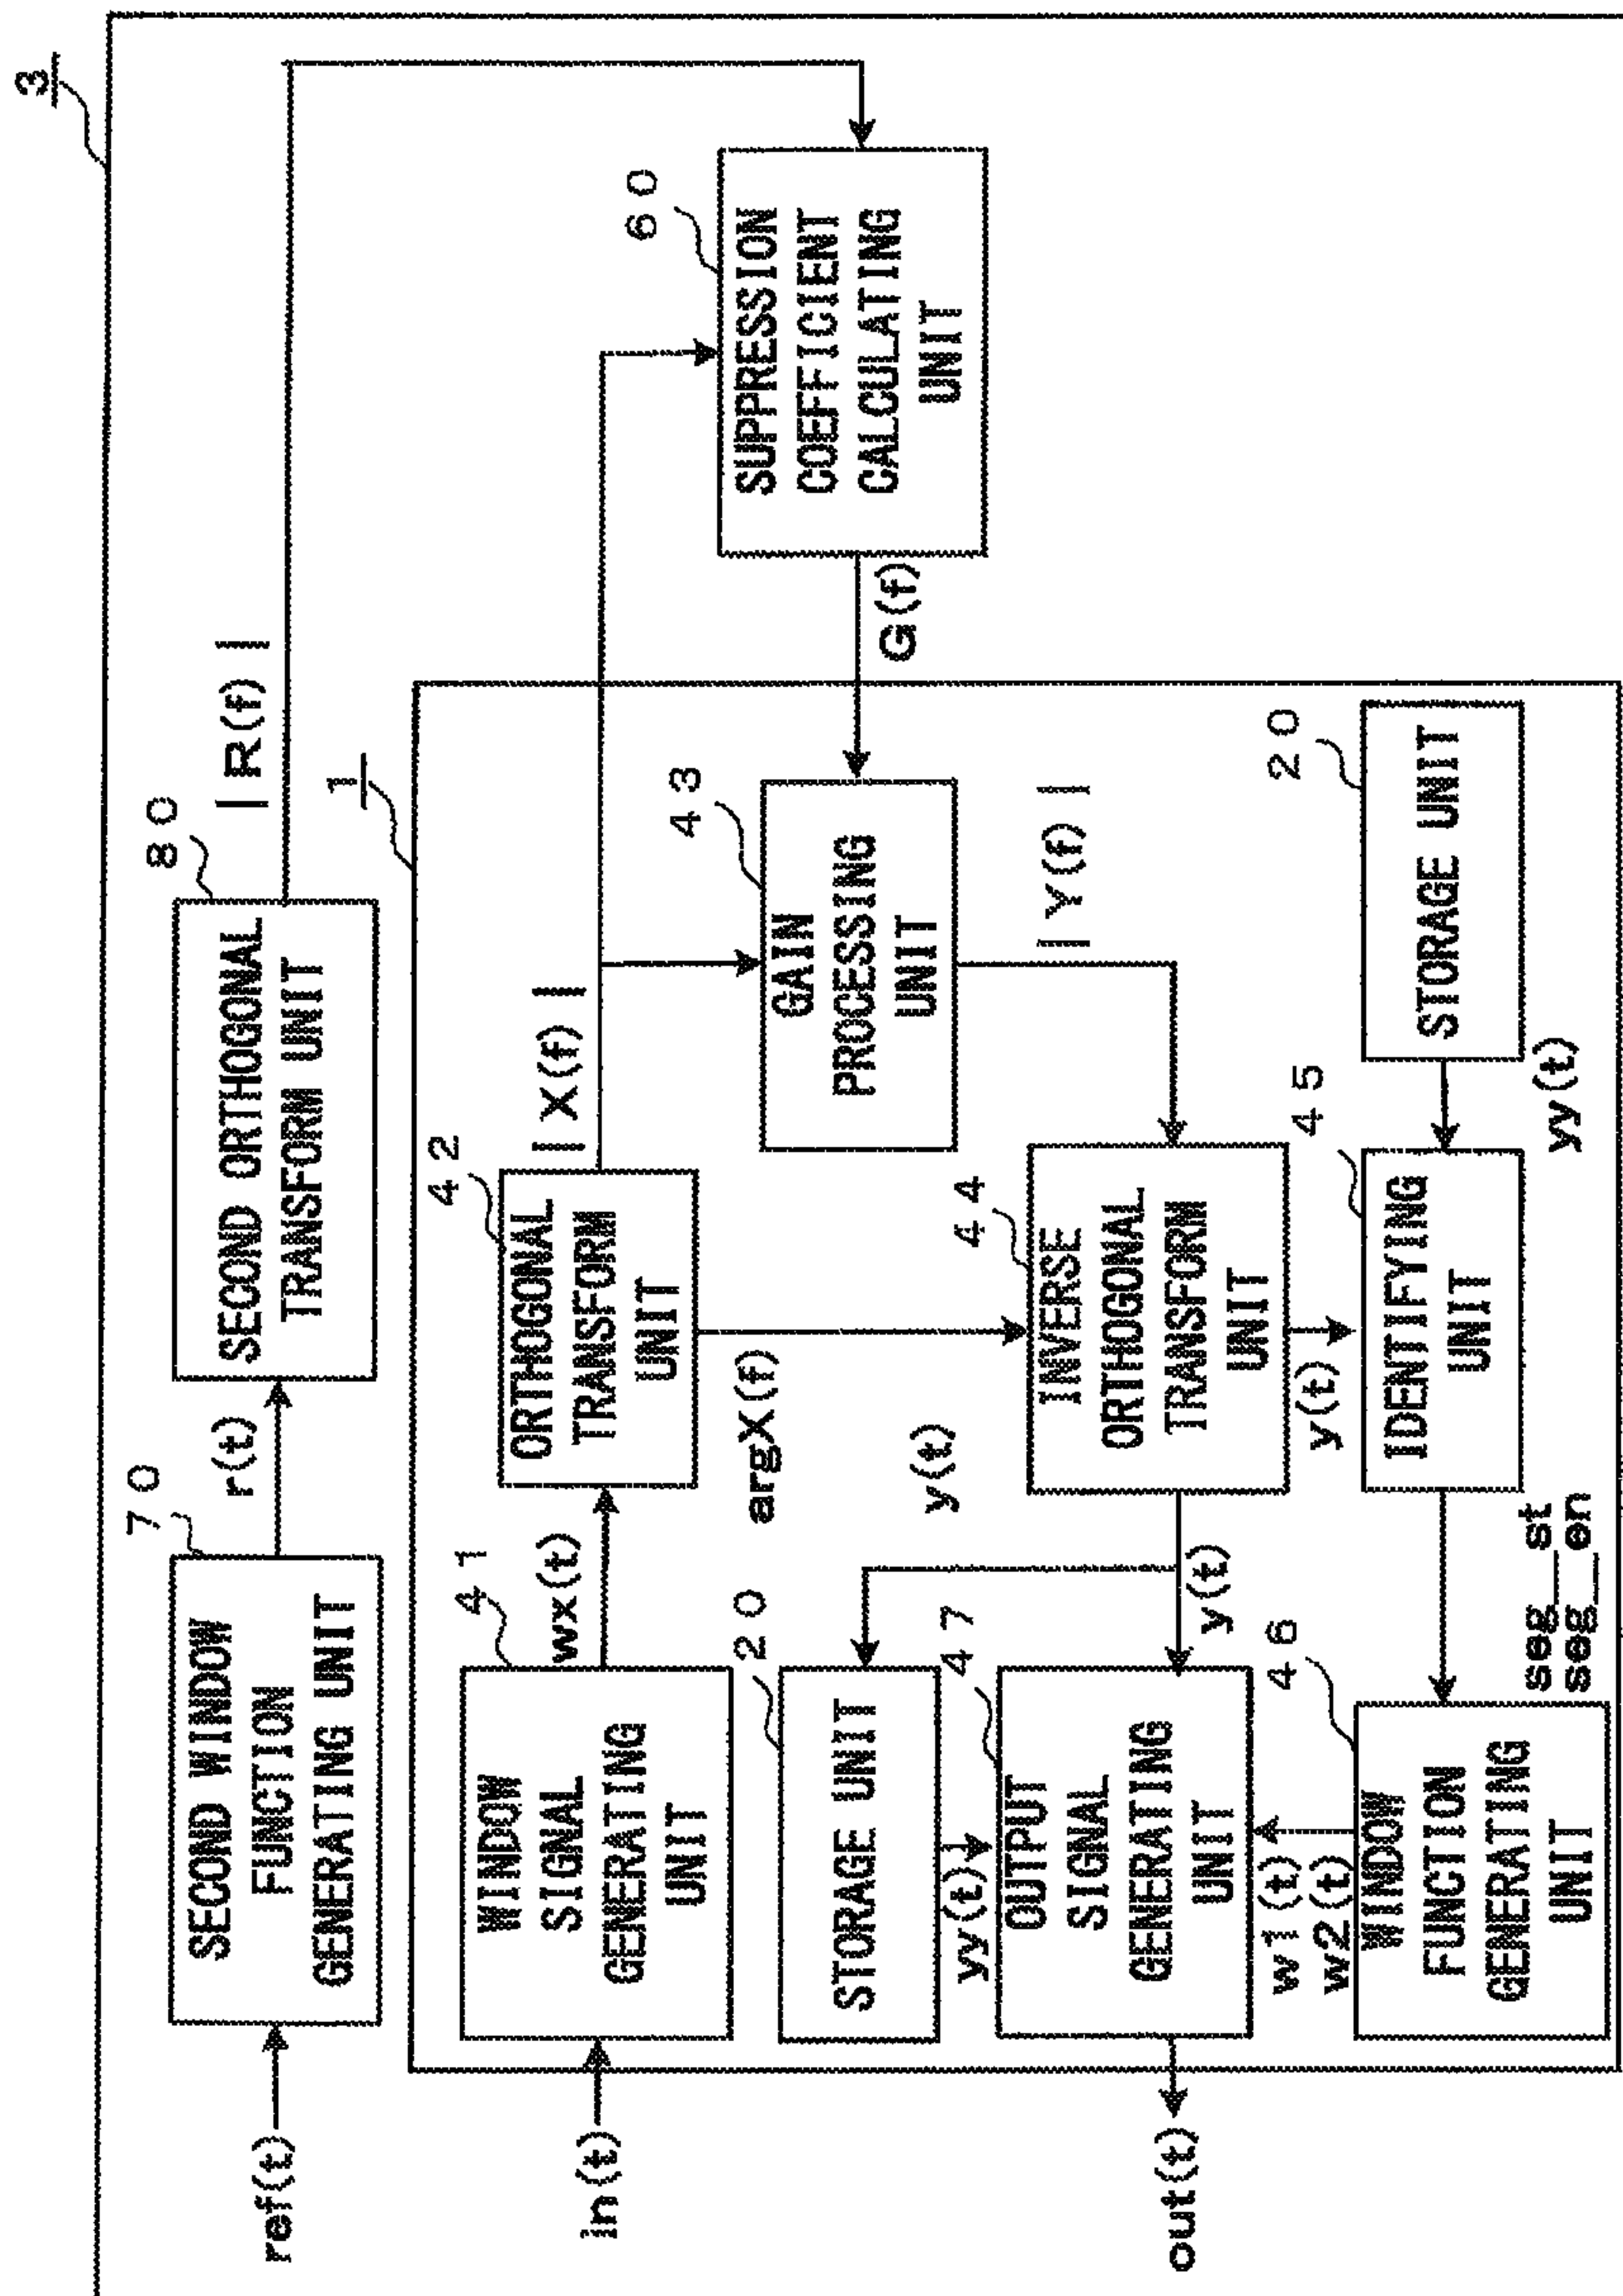 3
ref(t)
SECOND WINDOW
FUNCTION
GENERATING UNIT
70
r(t)
SECOND ORTHOGONAL
TRANSFORM UNIT
80
|R(f)|
1
in(t)
WINDOW
SIGNAL
GENERATING
UNIT
41
wx(t)
ORTHOGONAL
TRANSFORM
UNIT
42
|X(f)|
argX(f)
SUPPRESSION
COEFFICIENT
CALCULATING
UNIT
60
G(f)
GAIN
PROCESSING
UNIT
43
|Y(f)|
STORAGE UNIT
20
y(t)
yy(t)
INVERSE
ORTHOGONAL
TRANSFORM
UNIT
44
y(t)
y(t)
out(t)
OUTPUT
SIGNAL
GENERATING
UNIT
47
w1(t)
w2(t)
WINDOW
FUNCTION
GENERATING
UNIT
46
seg_st
seg_en
IDENTIFYING
UNIT
45
yy(t)
STORAGE UNIT
20